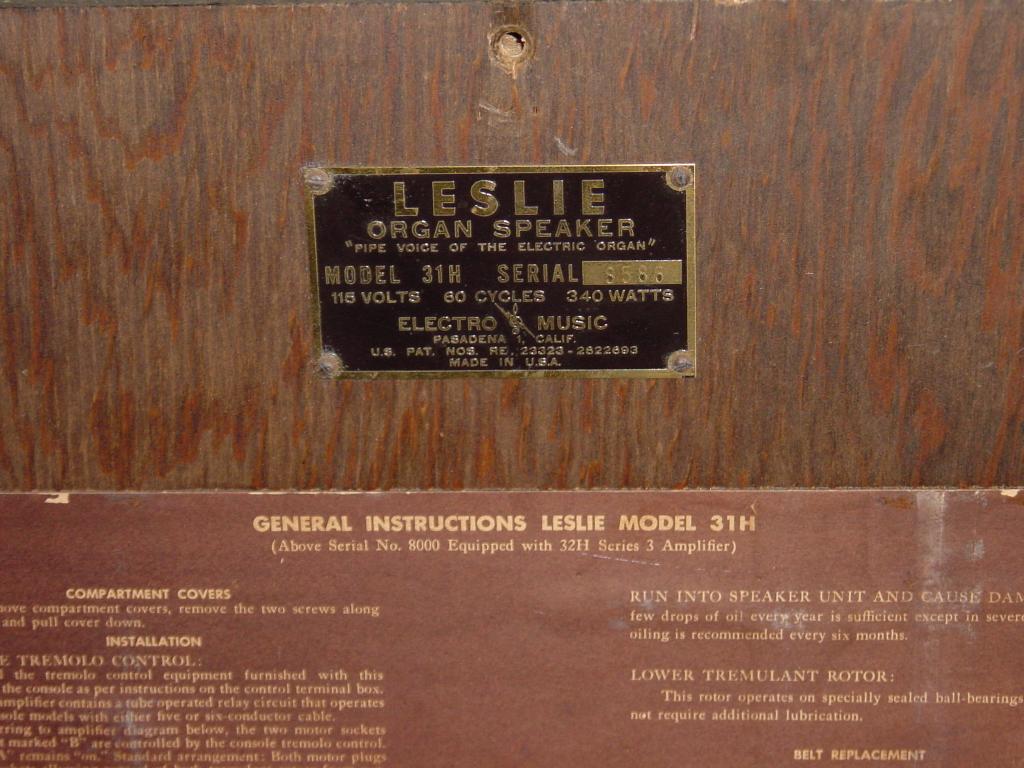 LESLIE
ORGAN SPEAKER
"PIPE VOICE OF THE ELECTRIC ORGAN"
MODEL 31H SERIAL
115 VOLTS 60 CYCLES 340 WATTS
ELECTRO MUSIC
PASADENA 1, CALIF.
U.S. PAT. NOS. RE. 23323-2622693
MADE IN U.S.A.
GENERAL INSTRUCTIONS LESLIE MODEL 31H
(Above Serial No. 8000 Equipped with 32H Series 3 Amplifier)
COMPARTMENT COVERS
ove compartment covers, remove the two screws along
and pull cover down.
INSTALLATION
E TREMOLO CONTROL:
l the tremolo control equipment furnished with this
the console as per instructions on the control terminal box.
amplifier contains a tube operated relay circuit that operates
sole models with either five or six-conductor cable.
rring to amplifier diagram below, the two motor sockets
t marked "B" are controlled by the console tremolo control.
A" remains "on." Standard arrangement: Both motor plugs
RUN INTO SPEAKER UNIT AND CAUSE DAM
few drops of oil every year is sufficient except in severe
oiling is recommended every six months.
LOWER TREMULANT ROTOR:
This rotor operates on specially sealed ball-bearings
not require additional lubrication.
BELT REPLACEMENT